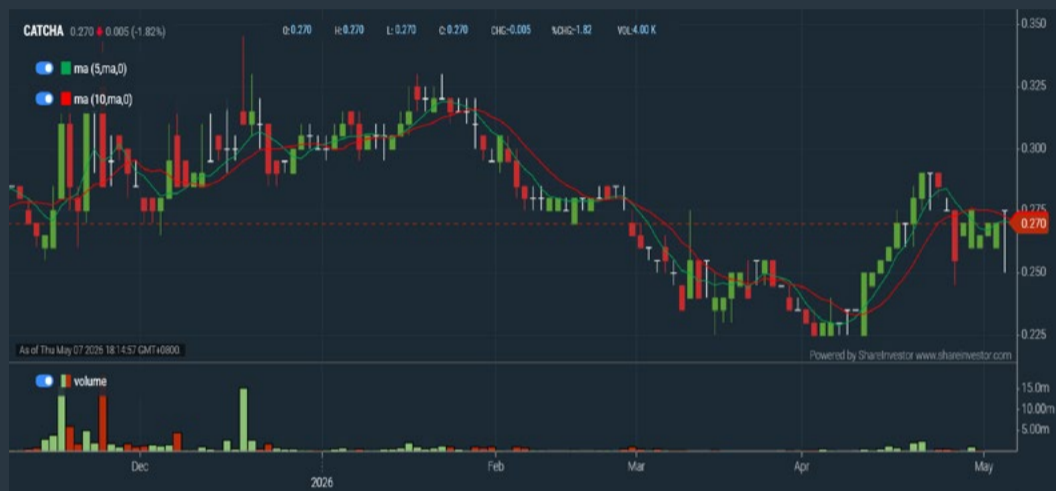 CATCHA 0.270 0.005 (-1.82%) O: 0.270 H: 0.270 L: 0.270 C: 0.270 CHG:-0.005 %CHG:-1.82 VOL:4.00 K
ma (5,ma,0)
ma (10,ma,0)
0.350
0.325
0.300
0.275
0.270
0.250
0.225
As of Thu May 07 2026 18:14:57 GMT+0800
Powered by ShareInvestor www.shareinvestor.com
volume
15.0m
10.00m
5.00m
Dec Feb Mar Apr May
2026